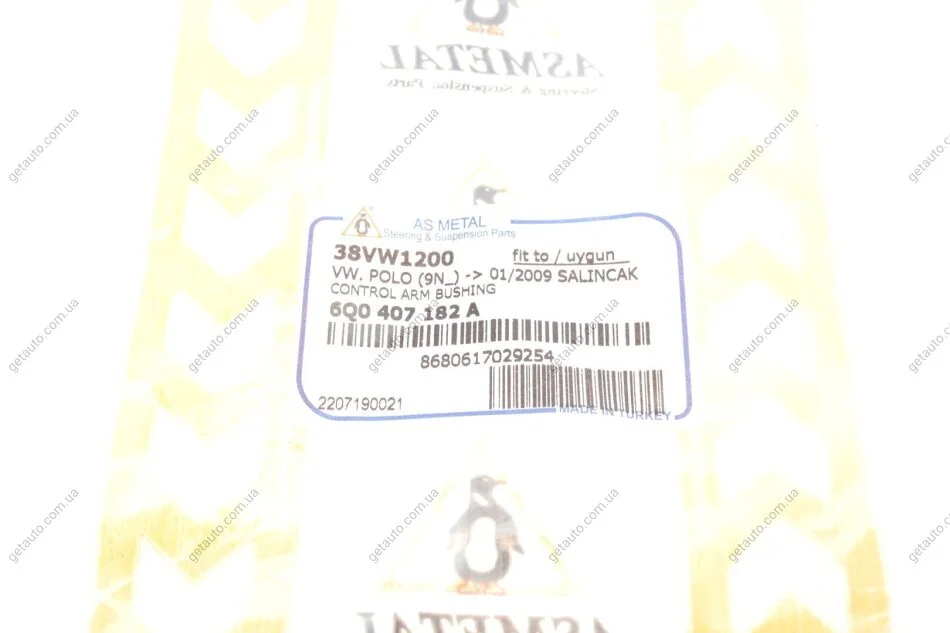 ASMETAL
Steering & Suspension Parts
AS METAL
Steering & Suspension Parts
38VW1200 fit to / uygun
VW. POLO (9N_) -> 01/2009 SALINCAK
CONTROL ARM BUSHING
6Q0 407 182 A
8680617029254
2207190021
MADE IN TURKEY
ASMETAL
getauto.com.ua